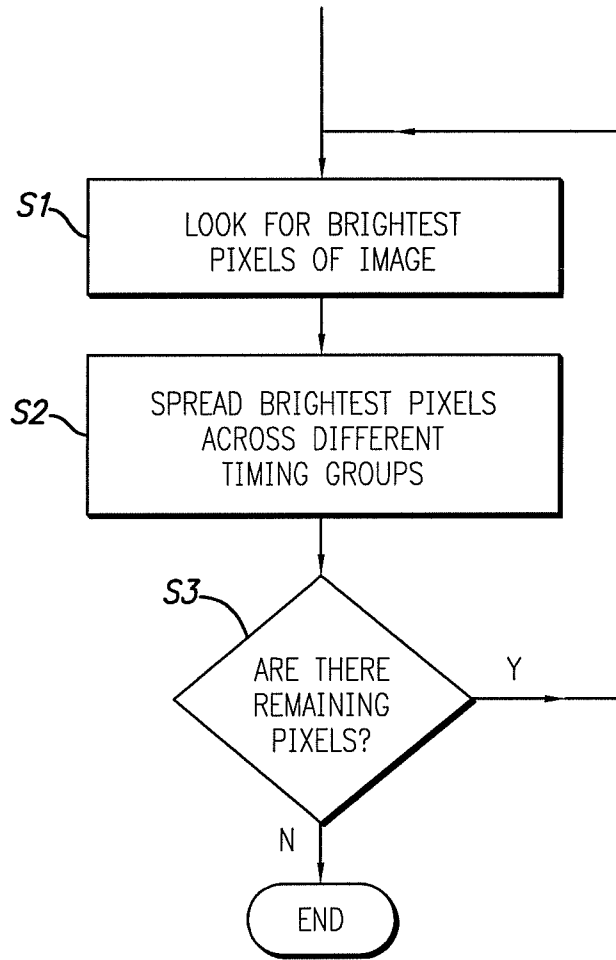 S1
LOOK FOR BRIGHTEST
PIXELS OF IMAGE
S2
SPREAD BRIGHTEST PIXELS
ACROSS DIFFERENT
TIMING GROUPS
S3
ARE THERE
REMAINING
PIXELS?
Y
N
END